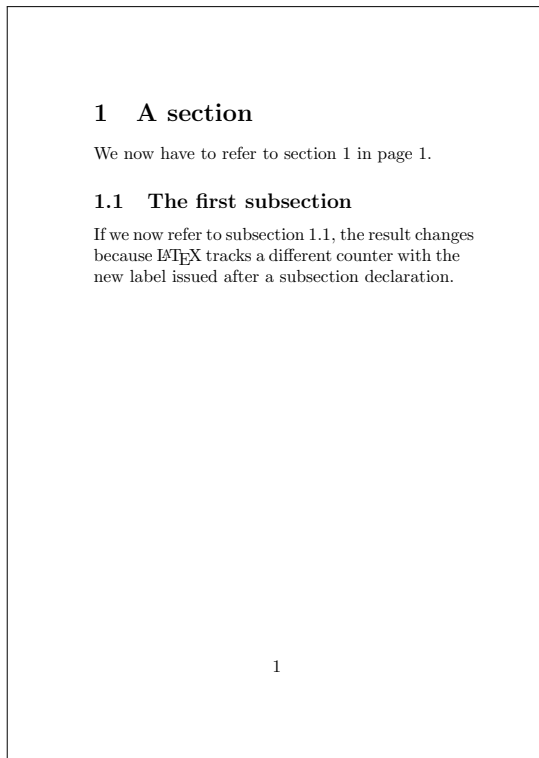 1 A section
We now have to refer to section 1 in page 1.
1.1 The first subsection
If we now refer to subsection 1.1, the result changes
because LATEX tracks a different counter with the
new label issued after a subsection declaration.
1